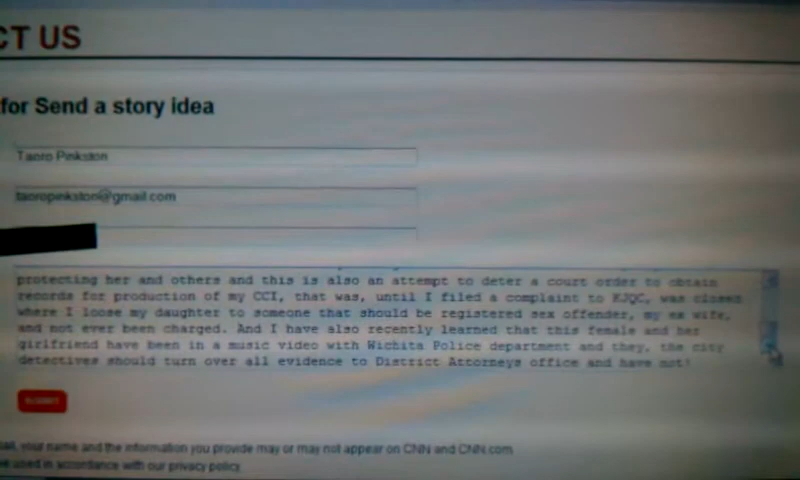 CT US
for Send a story idea
Taoro Pinkston
taoropinkston@gmail.com
protecting her and others and this is also an attempt to deter a court order to obtain
records for production of my CCI, that was, until I filed a complaint to KJQC, was closed
where I loose my daughter to someone that should be registered sex offender, my ex wife,
and not ever been charged. And I have also recently learned that this female and her
girlfriend have been in a music video with Wichita Police department and they, the city
detectives should turn over all evidence to District Attorneys office and have not!
SUBMIT
your name and the information you provide may or may not appear on CNN and CNN.com
used in accordance with our privacy policy